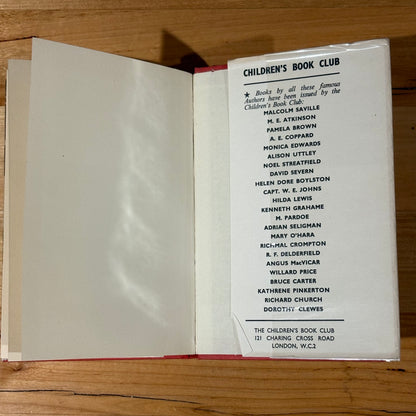 CHILDREN'S BOOK CLUB
★ Books by all these famous
Authors have been issued by the
Children's Book Club:
MALCOLM SAVILLE
M. E. ATKINSON
PAMELA BROWN
A. E. COPPARD
MONICA EDWARDS
ALISON UTTLEY
NOEL STREATFIELD
DAVID SEVERN
HELEN DORE BOYLSTON
CAPT. W. E. JOHNS
HILDA LEWIS
KENNETH GRAHAME
M. PARDOE
ADRIAN SELIGMAN
MARY O'HARA
RICHMAL CROMPTON
R. F. DELDERFIELD
ANGUS MacVICAR
WILLARD PRICE
BRUCE CARTER
KATHRENE PINKERTON
RICHARD CHURCH
DOROTHY CLEWES
THE CHILDREN'S BOOK CLUB
121 CHARING CROSS ROAD
LONDON, W.C.2